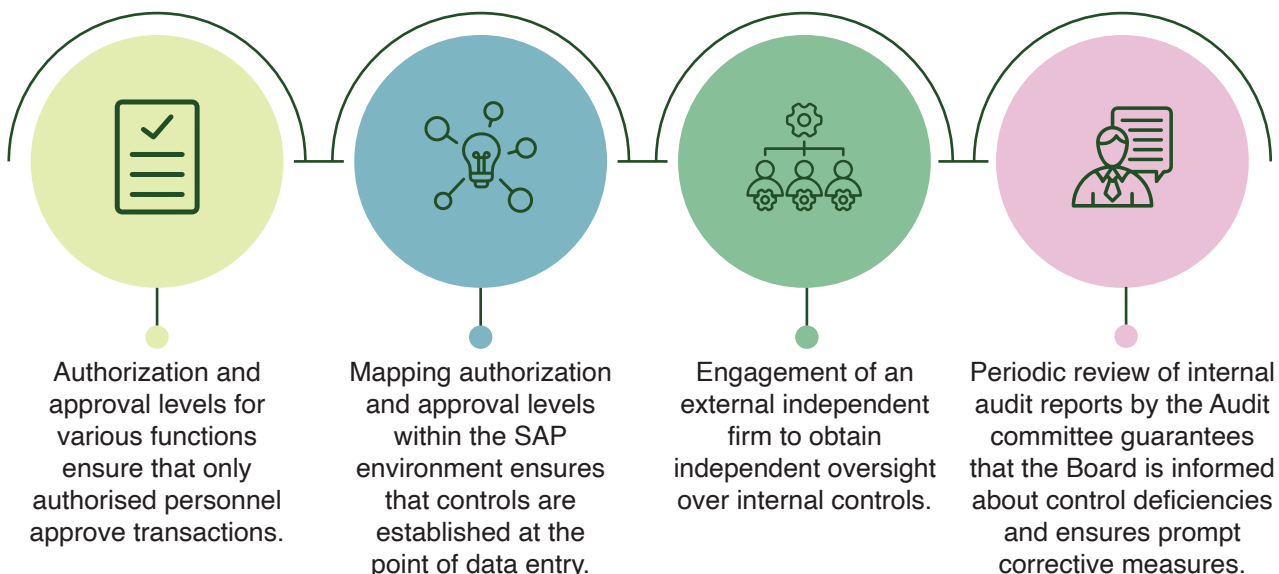 Authorization and
approval levels for
various functions
ensure that only
authorised personnel
approve transactions.
Mapping authorization
and approval levels
within the SAP
environment ensures
that controls are
established at the
point of data entry.
Engagement of an
external independent
firm to obtain
independent oversight
over internal controls.
Periodic review of internal
audit reports by the Audit
committee guarantees
that the Board is informed
about control deficiencies
and ensures prompt
corrective measures.